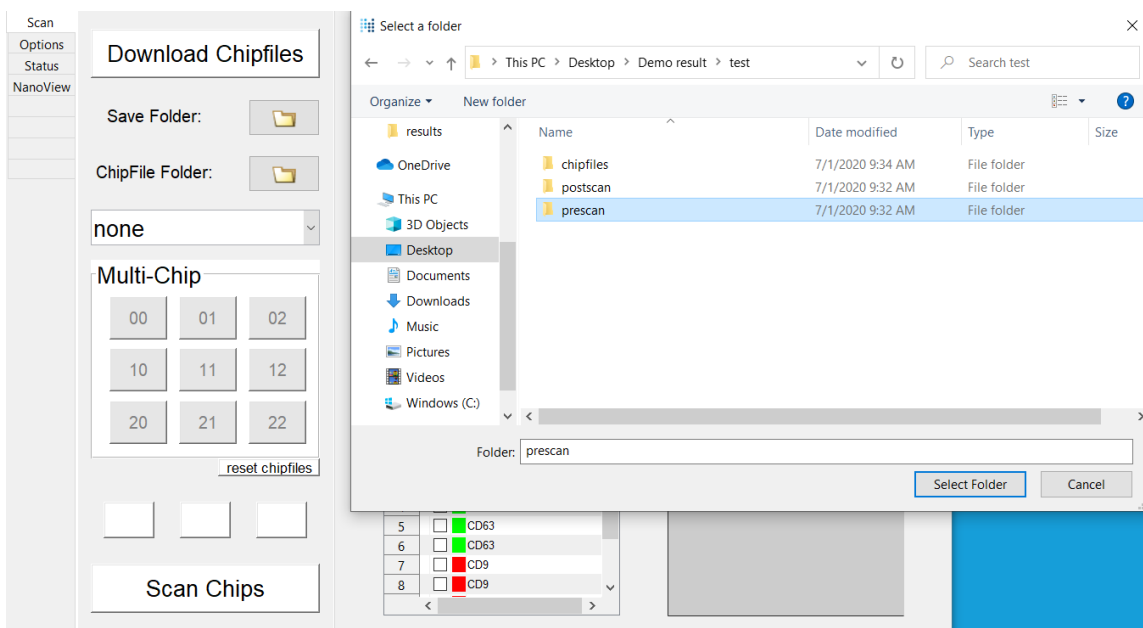 Scan
Options
Status
NanoView
Download Chipfiles
Save Folder:
ChipFile Folder:
none
Multi-Chip
00 01 02
10 11 12
20 21 22
reset chipfiles
Scan Chips
Select a folder
This PC > Desktop > Demo result > test
Search test
Organize New folder
results
OneDrive
This PC
3D Objects
Desktop
Documents
Downloads
Music
Pictures
Videos
Windows (C:)
Name Date modified Type Size
chipfiles 7/1/2020 9:34 AM File folder
postscan 7/1/2020 9:32 AM File folder
prescan 7/1/2020 9:32 AM File folder
Folder: prescan
Select Folder Cancel
5 CD63
6 CD63
7 CD9
8 CD9